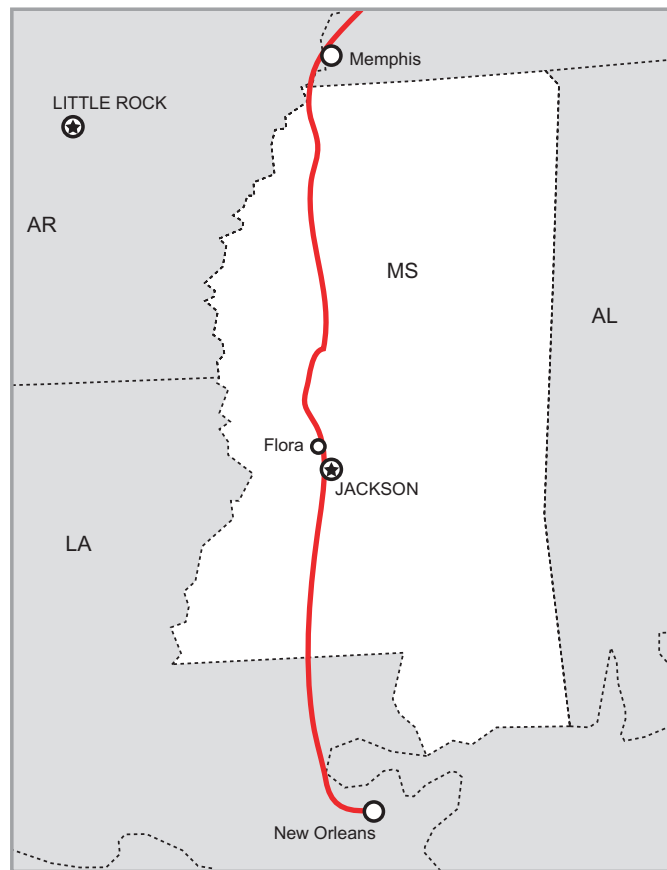 Memphis
LITTLE ROCK
AR
MS
AL
Flora
JACKSON
LA
New Orleans